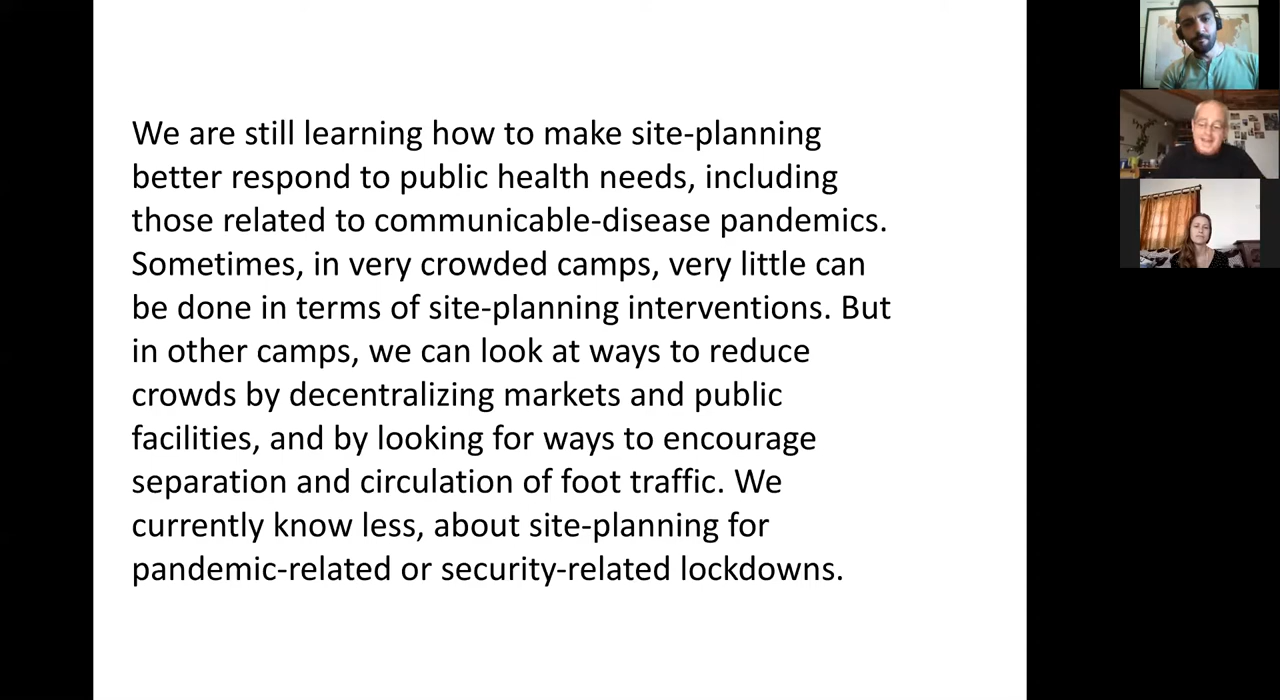 We are still learning how to make site-planning
better respond to public health needs, including
those related to communicable-disease pandemics.
Sometimes, in very crowded camps, very little can
be done in terms of site-planning interventions. But
in other camps, we can look at ways to reduce
crowds by decentralizing markets and public
facilities, and by looking for ways to encourage
separation and circulation of foot traffic. We
currently know less, about site-planning for
pandemic-related or security-related lockdowns.